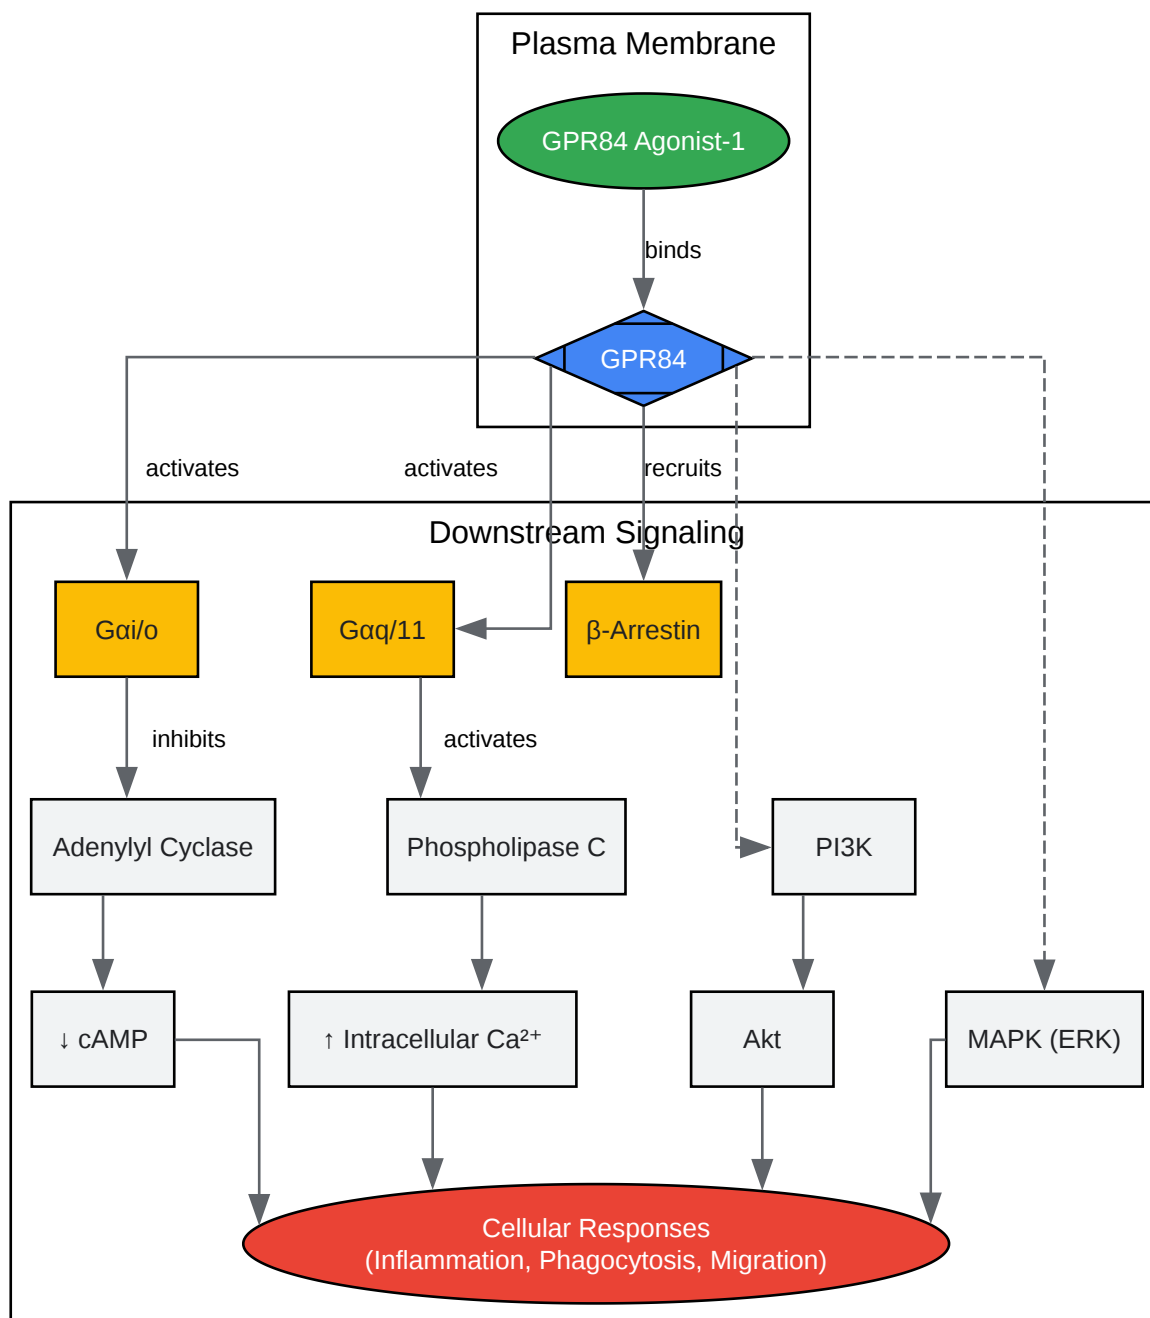 Plasma Membrane
GPR84 Agonist-1
binds
GPR84
activates
activates
recruits
Downstream Signaling
Gαi/o
Gαq/11
β-Arrestin
inhibits
activates
Adenylyl Cyclase
Phospholipase C
PI3K
↓ cAMP
↑ Intracellular Ca²⁺
Akt
MAPK (ERK)
Cellular Responses
(Inflammation, Phagocytosis, Migration)